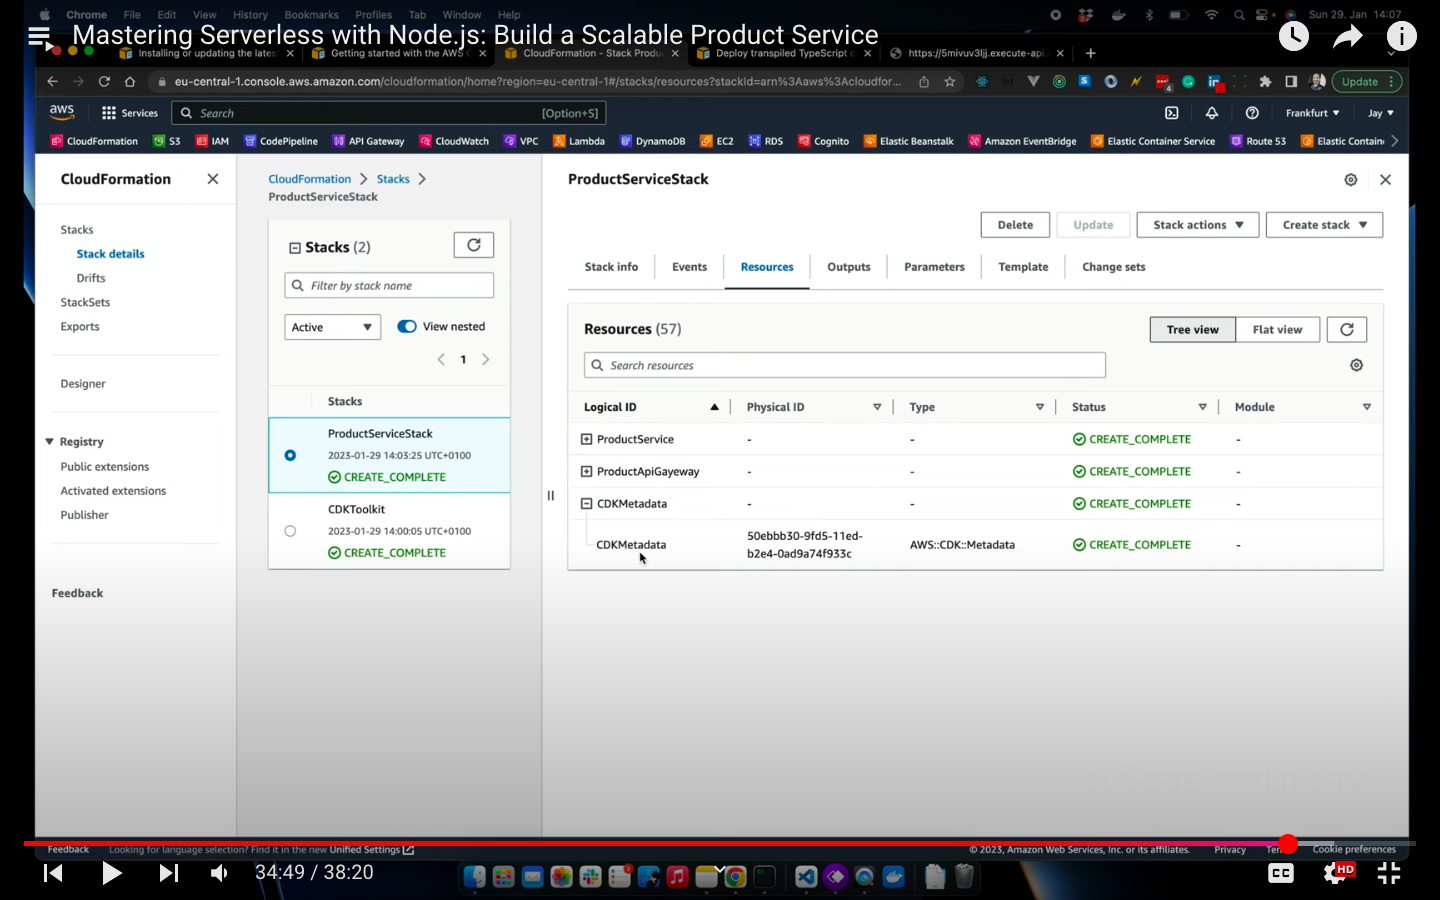 Chrome File Edit View History Bookmarks Profiles Tab Window Help
Sun 29. Jan 14:07
Mastering Serverless with Node.js: Build a Scalable Product Service
Installing or updating the lates
Getting started with the AWS C
CloudFormation - Stack Produc
Deploy transpiled TypeScript c
https://5mivuv3ljj.execute-api.
eu-central-1.console.aws.amazon.com/cloudformation/home?region=eu-central-1#/stacks/resources?stackId=arn%3Aaws%3Acloudfor...
Update
aws
Services
Search
[Option+S]
Frankfurt
Jay
CloudFormation S3 IAM CodePipeline API Gateway CloudWatch VPC Lambda DynamoDB EC2 RDS Cognito Elastic Beanstalk Amazon EventBridge Elastic Container Service Route 53 Elastic Contain
CloudFormation
Stacks
Stack details
Drifts
StackSets
Exports
Designer
Registry
Public extensions
Activated extensions
Publisher
Feedback
CloudFormation
Stacks
ProductServiceStack
Stacks (2)
Filter by stack name
Active
View nested
1
Stacks
ProductServiceStack
2023-01-29 14:03:25 UTC+0100
CREATE_COMPLETE
CDKToolkit
2023-01-29 14:00:05 UTC+0100
CREATE_COMPLETE
ProductServiceStack
Delete Update Stack actions Create stack
Stack info Events Resources Outputs Parameters Template Change sets
Resources (57)
Tree view Flat view
Search resources
Logical ID Physical ID Type Status Module
ProductService - - CREATE_COMPLETE -
ProductApiGayeway - - CREATE_COMPLETE -
CDKMetadata - - CREATE_COMPLETE -
CDKMetadata 50ebbb30-9fd5-11ed-b2e4-0ad9a74f933c AWS::CDK::Metadata CREATE_COMPLETE -
Feedback Looking for language selection? Find it in the new Unified Settings
© 2023, Amazon Web Services, Inc. or its affiliates. Privacy Cookie preferences
34:49 / 38:20
CC
HD